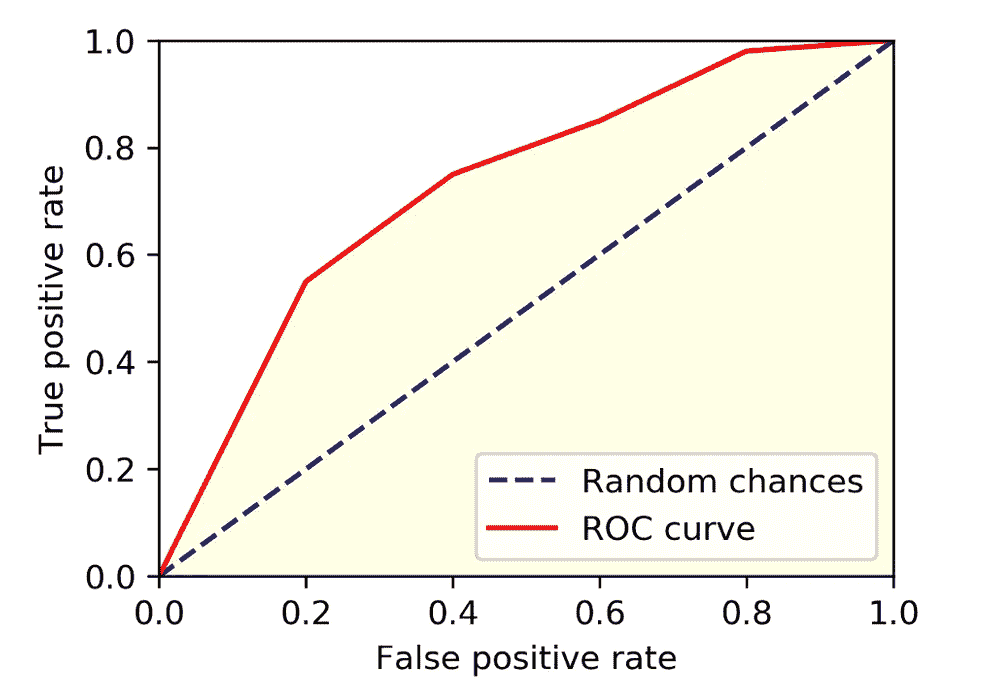 1.0
0.8
0.6
0.4
0.2
0.0
True positive rate
Random chances
ROC curve
0.0 0.2 0.4 0.6 0.8 1.0
False positive rate